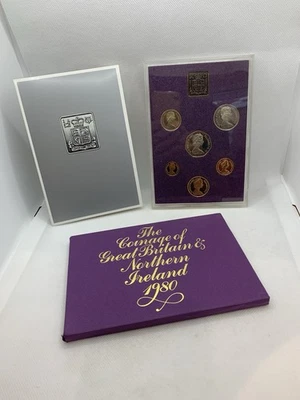 The
Coinage of
Great Britain &
Northern
Ireland
1980